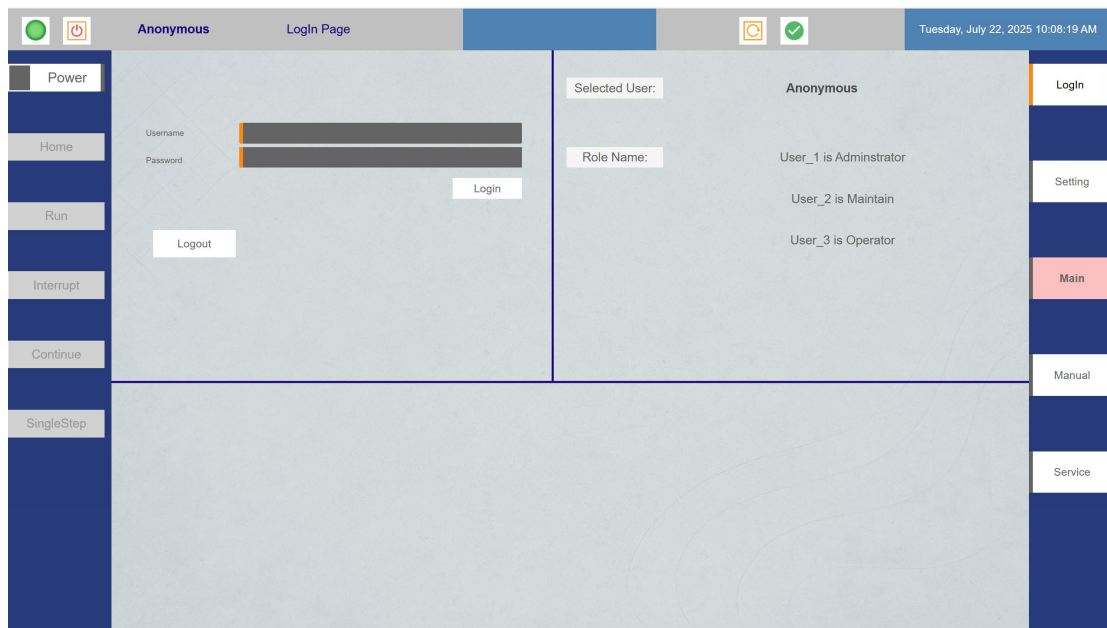 Anonymous
LogIn Page
Tuesday, July 22, 2025 10:08:19 AM
Power
Home
Run
Interrupt
Continue
SingleStep
Username
Password
Login
Logout
Selected User:
Anonymous
Role Name:
User_1 is Adminstrator
User_2 is Maintain
User_3 is Operator
LogIn
Setting
Main
Manual
Service